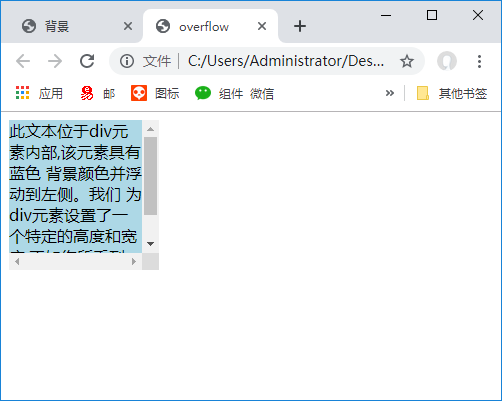 背景
overflow
文件 C:/Users/Administrator/Des...
应用 邮 图标 组件 微信 » 其他书签
此文本位于div元
素内部,该元素具有
蓝色 背景颜色并浮
动到左侧。我们 为
div元素设置了一
个特定的高度和宽